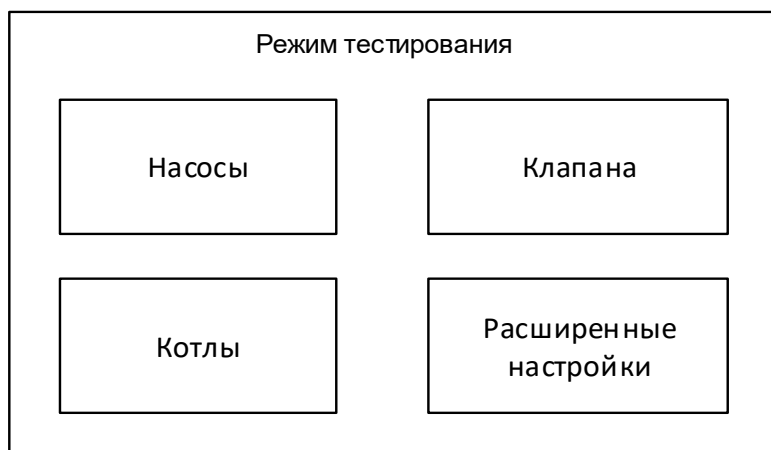 Режим тестирования
Насосы
Клапана
Котлы
Расширенные
настройки